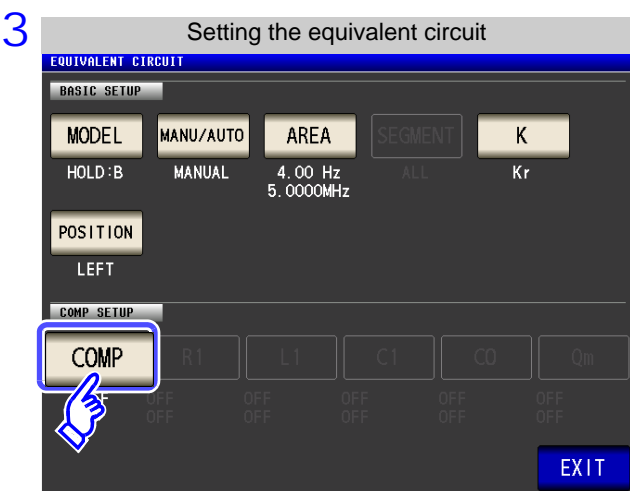 3
Setting the equivalent circuit
EQUIVALENT CIRCUIT
BASIC SETUP
MODEL MANU/AUTO AREA SEGMENT K
HOLD:B MANUAL 4.00 Hz ALL Kr
5.0000MHz
POSITION
LEFT
COMP SETUP
COMP R1 L1 C1 C0 Qm
OFF OFF OFF OFF OFF
OFF OFF OFF OFF OFF
EXIT